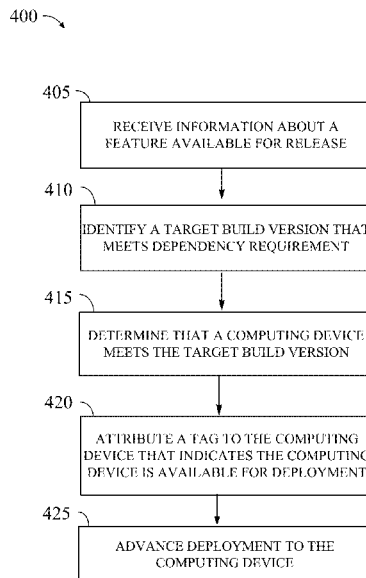 400
405
RECEIVE INFORMATION ABOUT A
FEATURE AVAILABLE FOR RELEASE
410
IDENTIFY A TARGET BUILD VERSION THAT
MEETS DEPENDENCY REQUIREMENT
415
DETERMINE THAT A COMPUTING DEVICE
MEETS THE TARGET BUILD VERSION
420
ATTRIBUTE A TAG TO THE COMPUTING
DEVICE THAT INDICATES THE COMPUTING
DEVICE IS AVAILABLE FOR DEPLOYMENT
425
ADVANCE DEPLOYMENT TO THE
COMPUTING DEVICE